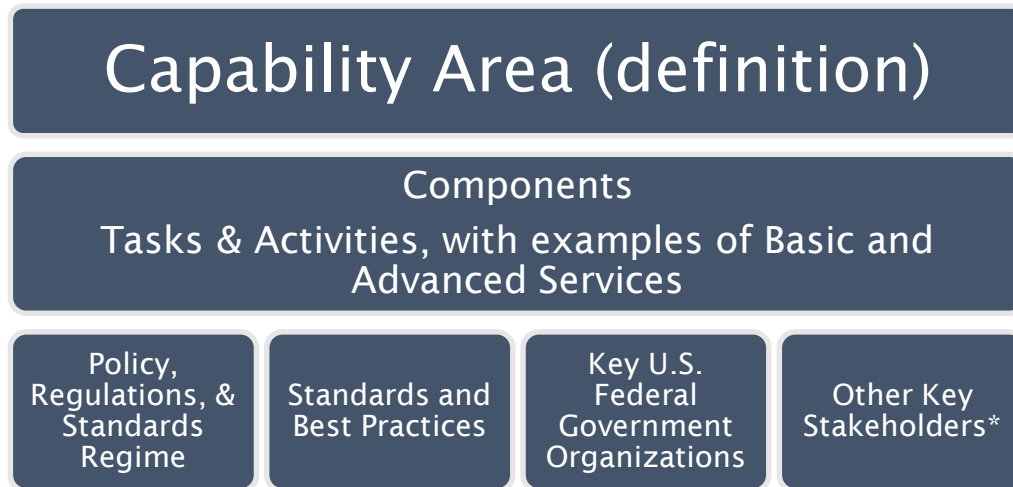 Capability Area (definition)
Components
Tasks & Activities, with examples of Basic and
Advanced Services
Policy,
Regulations, &
Standards
Regime
Standards and
Best Practices
Key U.S.
Federal
Government
Organizations
Other Key
Stakeholders*